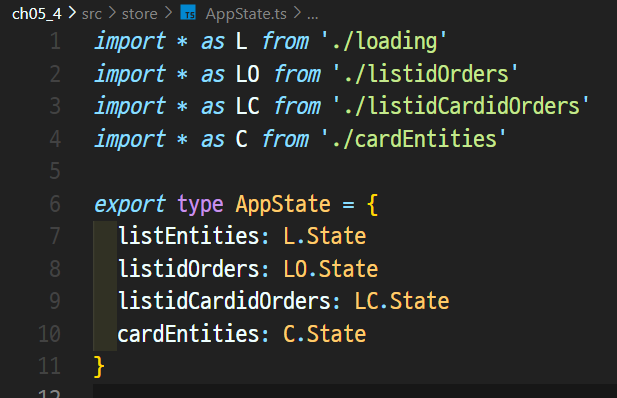 ch05_4 > src > store > TS AppState.ts > ...
1 import * as L from './loading'
2 import * as LO from './listidOrders'
3 import * as LC from './listidCardidOrders'
4 import * as C from './cardEntities'
5
6 export type AppState = {
7 listEntities: L.State
8 listidOrders: LO.State
9 listidCardidOrders: LC.State
10 cardEntities: C.State
11 }
12